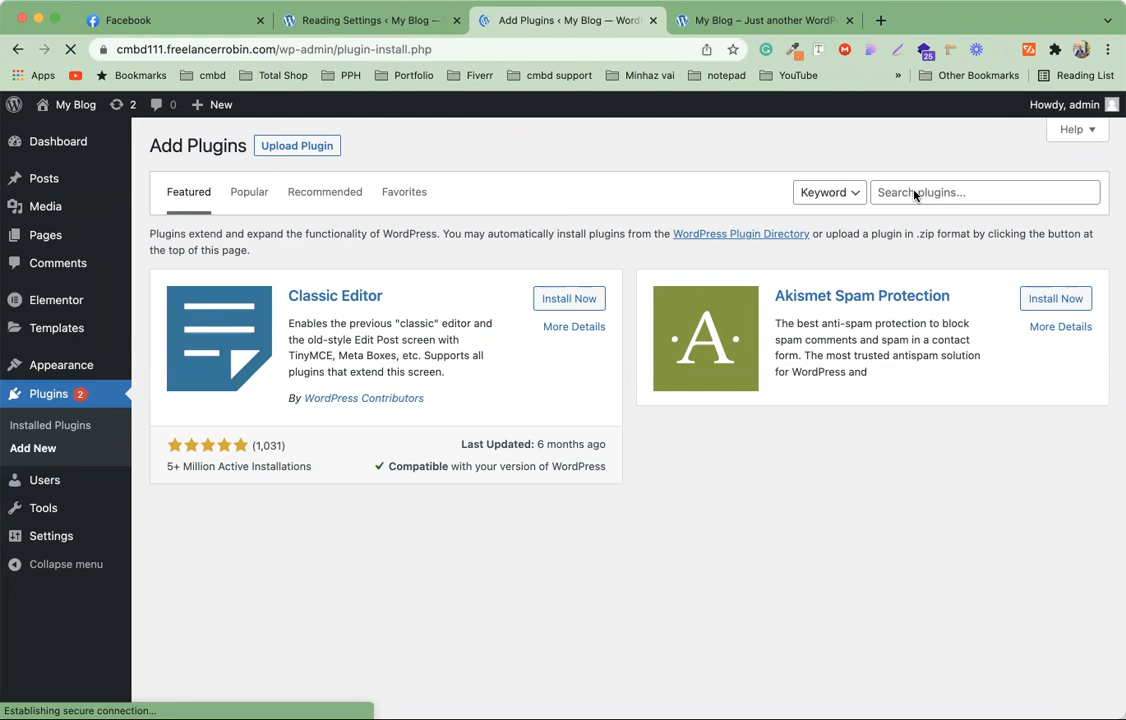 Facebook
Reading Settings ‹ My Blog —
Add Plugins ‹ My Blog — Word
My Blog – Just another WordP
cmbd111.freelancerrobin.com/wp-admin/plugin-install.php
25
Apps
Bookmarks
cmbd
Total Shop
PPH
Portfolio
Fiverr
cmbd support
Minhaz vai
notepad
YouTube
»
Other Bookmarks
Reading List
My Blog
2
0
New
Howdy, admin
Help
Dashboard
Posts
Media
Pages
Comments
Elementor
Templates
Appearance
Plugins 2
Installed Plugins
Add New
Users
Tools
Settings
Collapse menu
Add Plugins
Upload Plugin
Featured
Popular
Recommended
Favorites
Keyword
Search plugins...
Plugins extend and expand the functionality of WordPress. You may automatically install plugins from the WordPress Plugin Directory or upload a plugin in .zip format by clicking the button at
the top of this page.
Classic Editor
Install Now
More Details
Enables the previous "classic" editor and
the old-style Edit Post screen with
TinyMCE, Meta Boxes, etc. Supports all
plugins that extend this screen.
By WordPress Contributors
(1,031)
Last Updated: 6 months ago
5+ Million Active Installations
Compatible with your version of WordPress
A
Akismet Spam Protection
Install Now
More Details
The best anti-spam protection to block
spam comments and spam in a contact
form. The most trusted antispam solution
for WordPress and
Establishing secure connection...